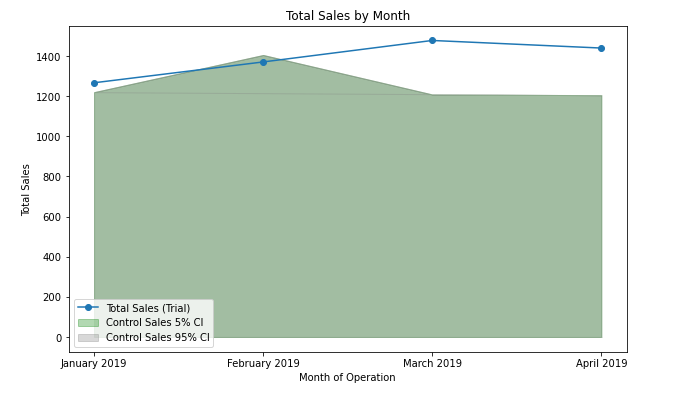 Total Sales by Month
Total Sales
1400
1200
1000
800
600
400
200
0
Total Sales (Trial)
Control Sales 5% CI
Control Sales 95% CI
January 2019
February 2019
March 2019
April 2019
Month of Operation